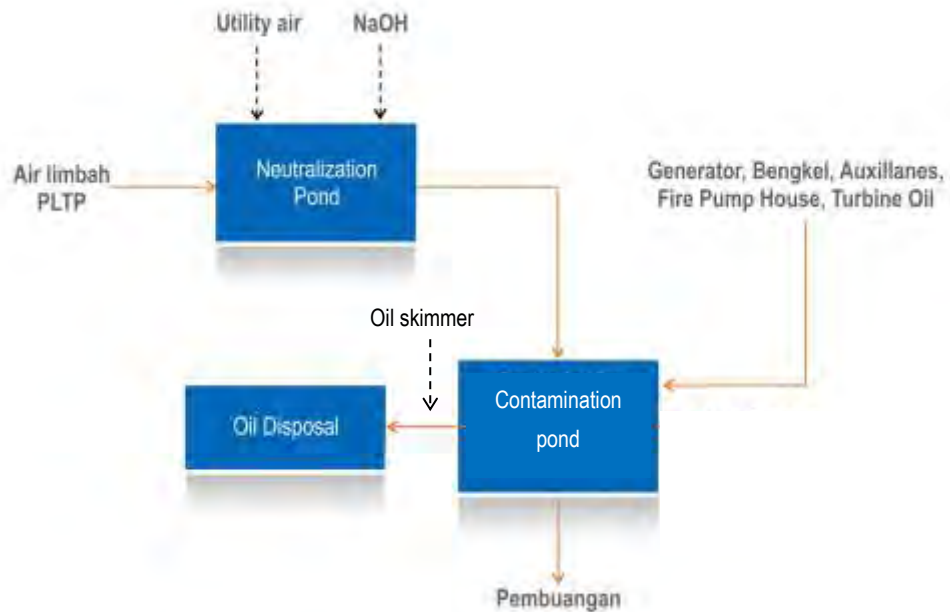 Utility air
NaOH
Neutralization
Pond
Air limbah
PLTP
Generator, Bengkel, Auxillanes,
Fire Pump House, Turbine Oil
Oil skimmer
Contamination
pond
Oil Disposal
Pembuangan